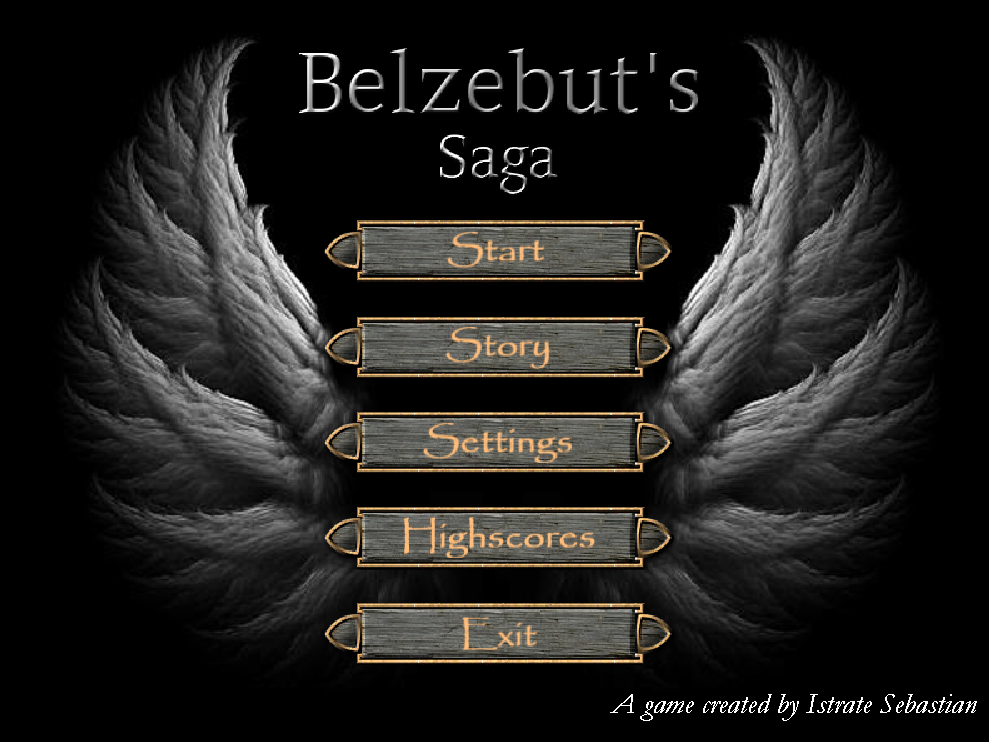 Belzebut's
Saga
Start
Story
Settings
Highscores
Exit
A game created by Istrate Sebastian